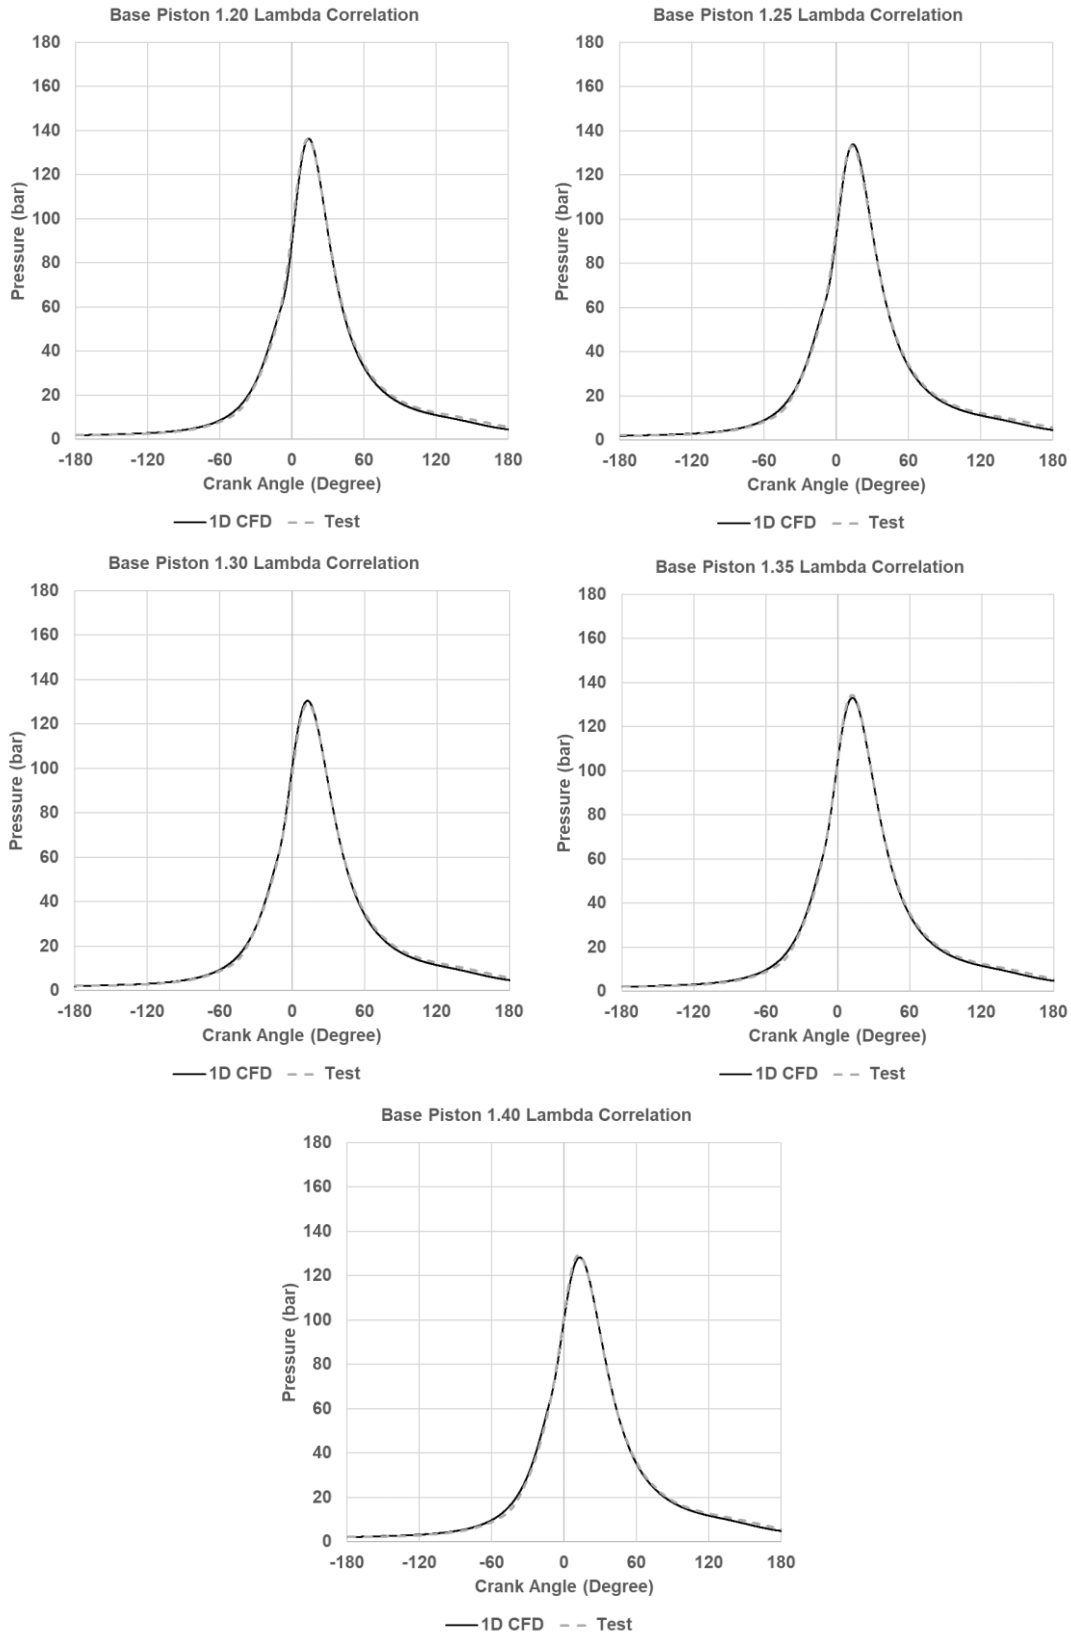 Base Piston 1.20 Lambda Correlation
180
160
140
120
100
80
60
40
20
0
Pressure (bar)
-180 -120 -60 0 60 120 180
Crank Angle (Degree)
1D CFD Test
Base Piston 1.25 Lambda Correlation
180
160
140
120
100
80
60
40
20
0
Pressure (bar)
-180 -120 -60 0 60 120 180
Crank Angle (Degree)
1D CFD Test
Base Piston 1.30 Lambda Correlation
180
160
140
120
100
80
60
40
20
0
Pressure (bar)
-180 -120 -60 0 60 120 180
Crank Angle (Degree)
1D CFD Test
Base Piston 1.35 Lambda Correlation
180
160
140
120
100
80
60
40
20
0
Pressure (bar)
-180 -120 -60 0 60 120 180
Crank Angle (Degree)
1D CFD Test
Base Piston 1.40 Lambda Correlation
180
160
140
120
100
80
60
40
20
0
Pressure (bar)
-180 -120 -60 0 60 120 180
Crank Angle (Degree)
1D CFD Test